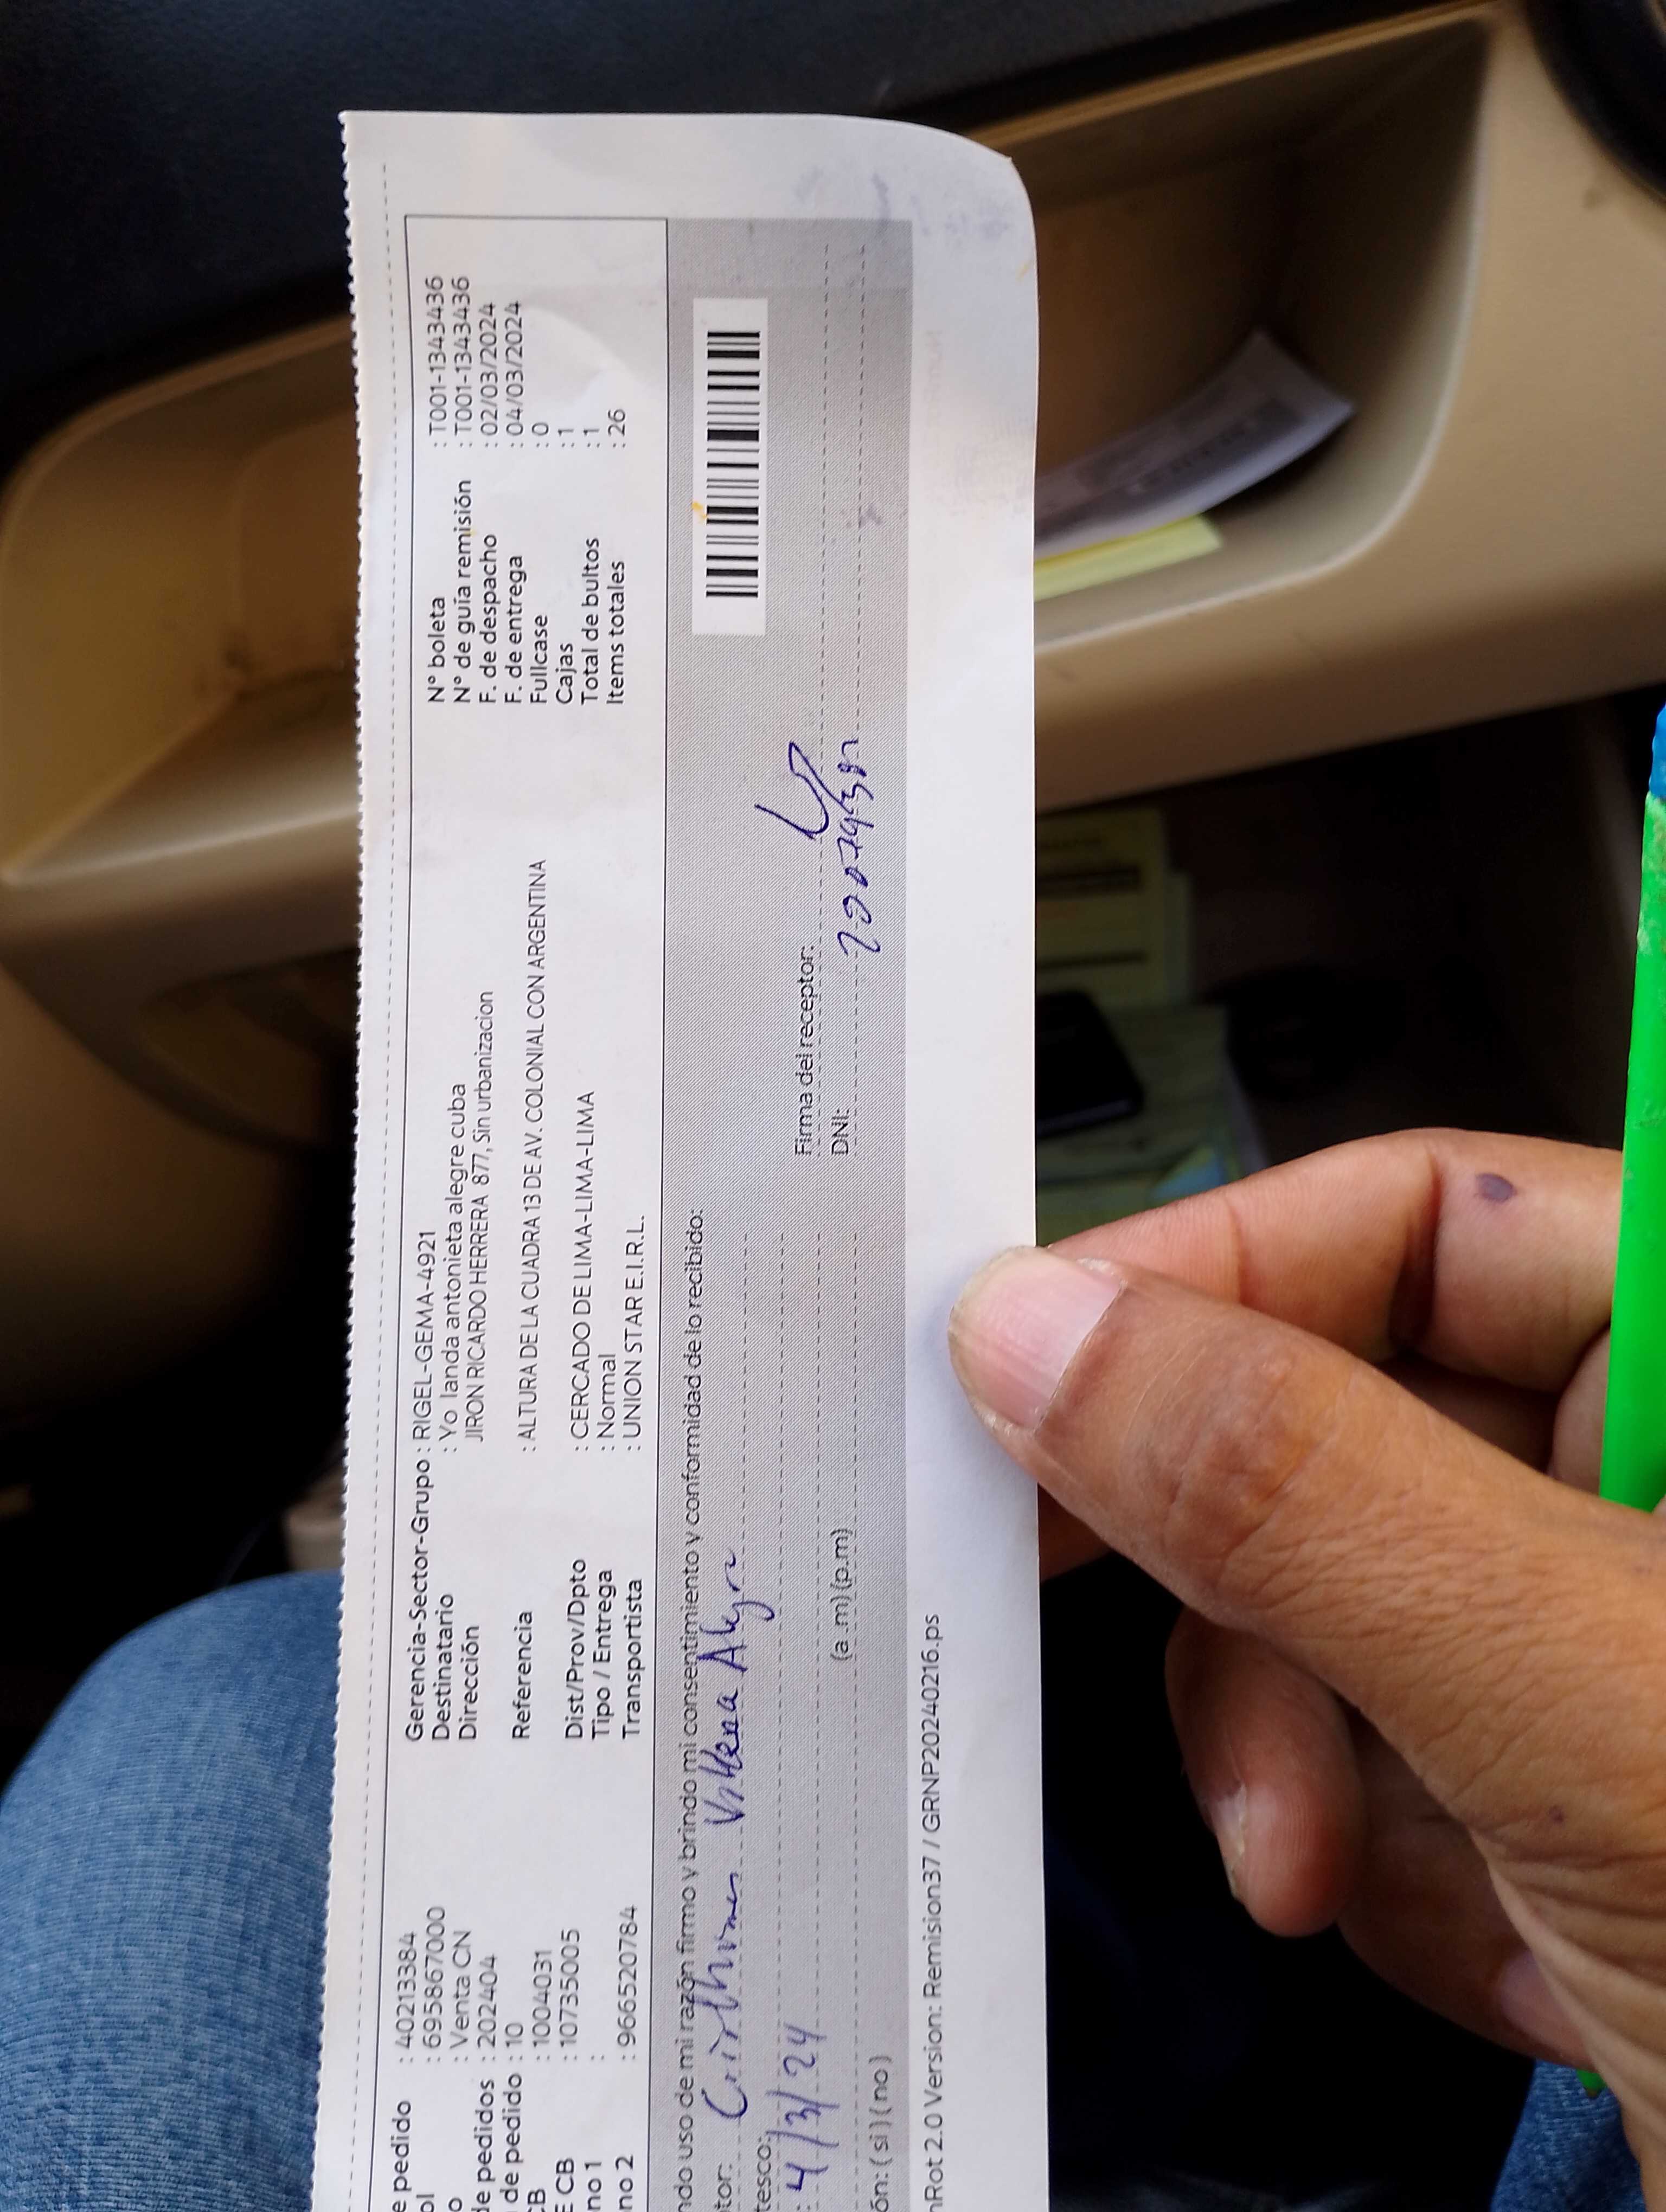 e pedido : 40213384
ol : 695867000
o : Venta CN
de pedidos : 202404
de pedido : 10
CB : 1004031
E CB : 10735005
no 1 :
no 2 : 966520784
Gerencia-Sector-Grupo : RIGEL-GEMA-4921
Destinatario : Yo landa antonieta alegre cuba
Dirección JIRON RICARDO HERRERA 877, Sin urbanizacion
Referencia : ALTURA DE LA CUADRA 13 DE AV. COLONIAL CON ARGENTINA
Dist/Prov/Dpto : CERCADO DE LIMA-LIMA-LIMA
Tipo / Entrega : Normal
Transportista : UNION STAR E.I.R.L.
N° boleta : T001-1343436
N° de guía remisión : T001-1343436
F. de despacho : 02/03/2024
F. de entrega : 04/03/2024
Fullcase : 0
Cajas : 1
Total de bultos : 1
Items totales : 26
ndo uso de mi razón firmo y brindo mi consentimiento y conformidad de lo recibido:
tor: Villena
tesco:
: 4/3/24 (a .m) (p.m)
ón: ( si ) ( no )
Firma del receptor:
DNI:
nRot 2.0 Version: Remision37 / GRNP20240216.ps